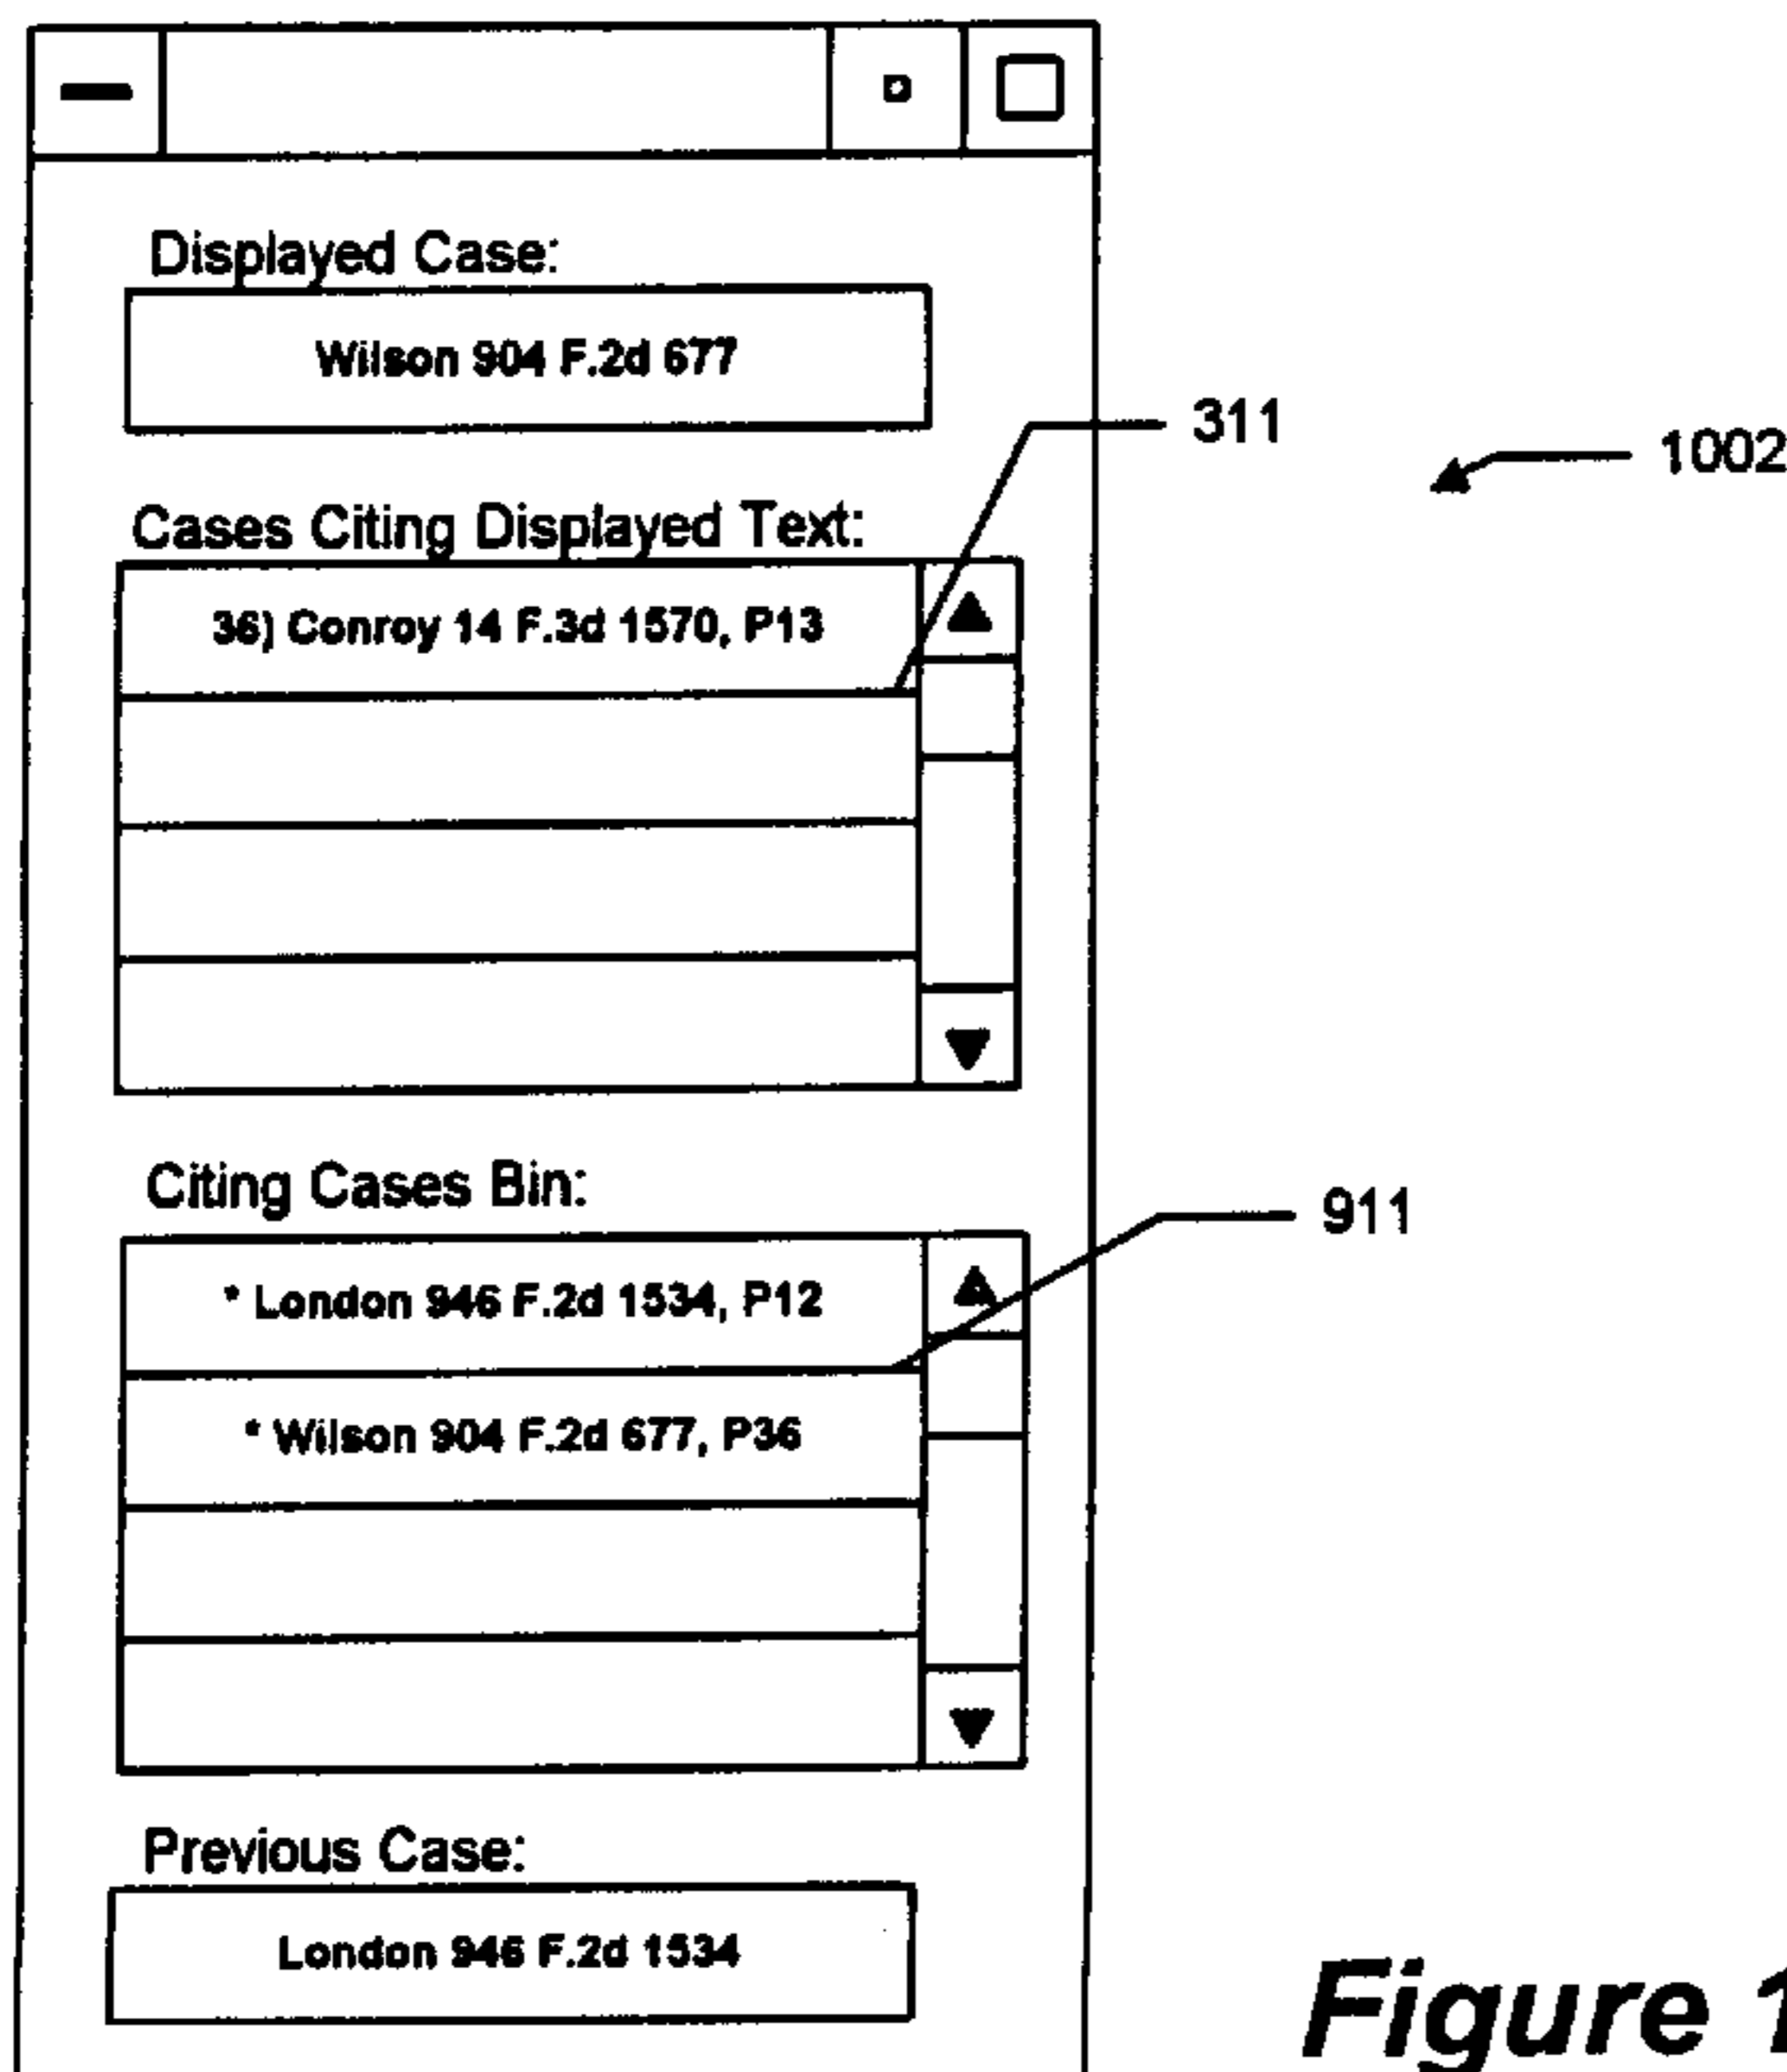 Displayed Case:
Wilson 904 F.2d 677
311
1002
Cases Citing Displayed Text:
36) Conroy 14 F.3d 1570, P13
Citing Cases Bin:
911
* London 946 F.2d 1534, P12
* Wilson 904 F.2d 677, P36
Previous Case:
London 946 F.2d 1534
Figure 1